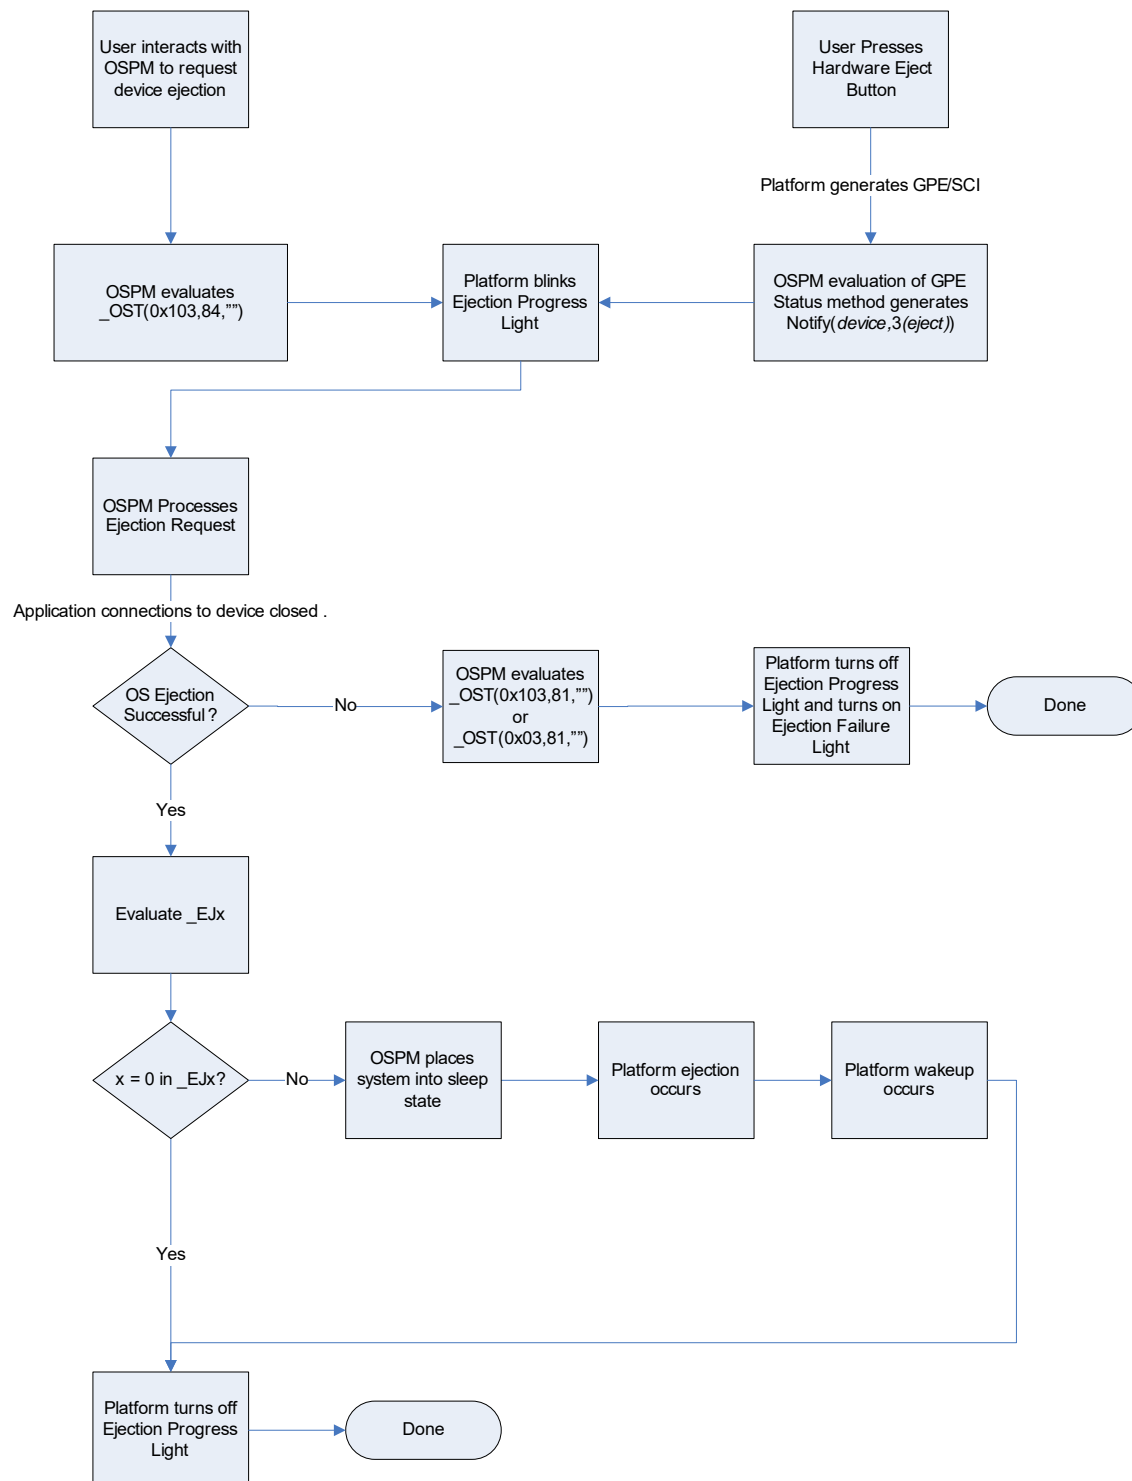 User interacts with
OSPM to request
device ejection
User Presses
Hardware Eject
Button
Platform generates GPE/SCI
OSPM evaluates
_OST(0x103,84,””)
Platform blinks
Ejection Progress
Light
OSPM evaluation of GPE
Status method generates
Notify(device,3(eject))
OSPM Processes
Ejection Request
Application connections to device closed .
OS Ejection
Successful ?
No
OSPM evaluates
_OST(0x103,81,””)
or
_OST(0x03,81,””)
Platform turns off
Ejection Progress
Light and turns on
Ejection Failure
Light
Done
Yes
Evaluate _EJx
x = 0 in _EJx?
No
OSPM places
system into sleep
state
Platform ejection
occurs
Platform wakeup
occurs
Yes
Platform turns off
Ejection Progress
Light
Done